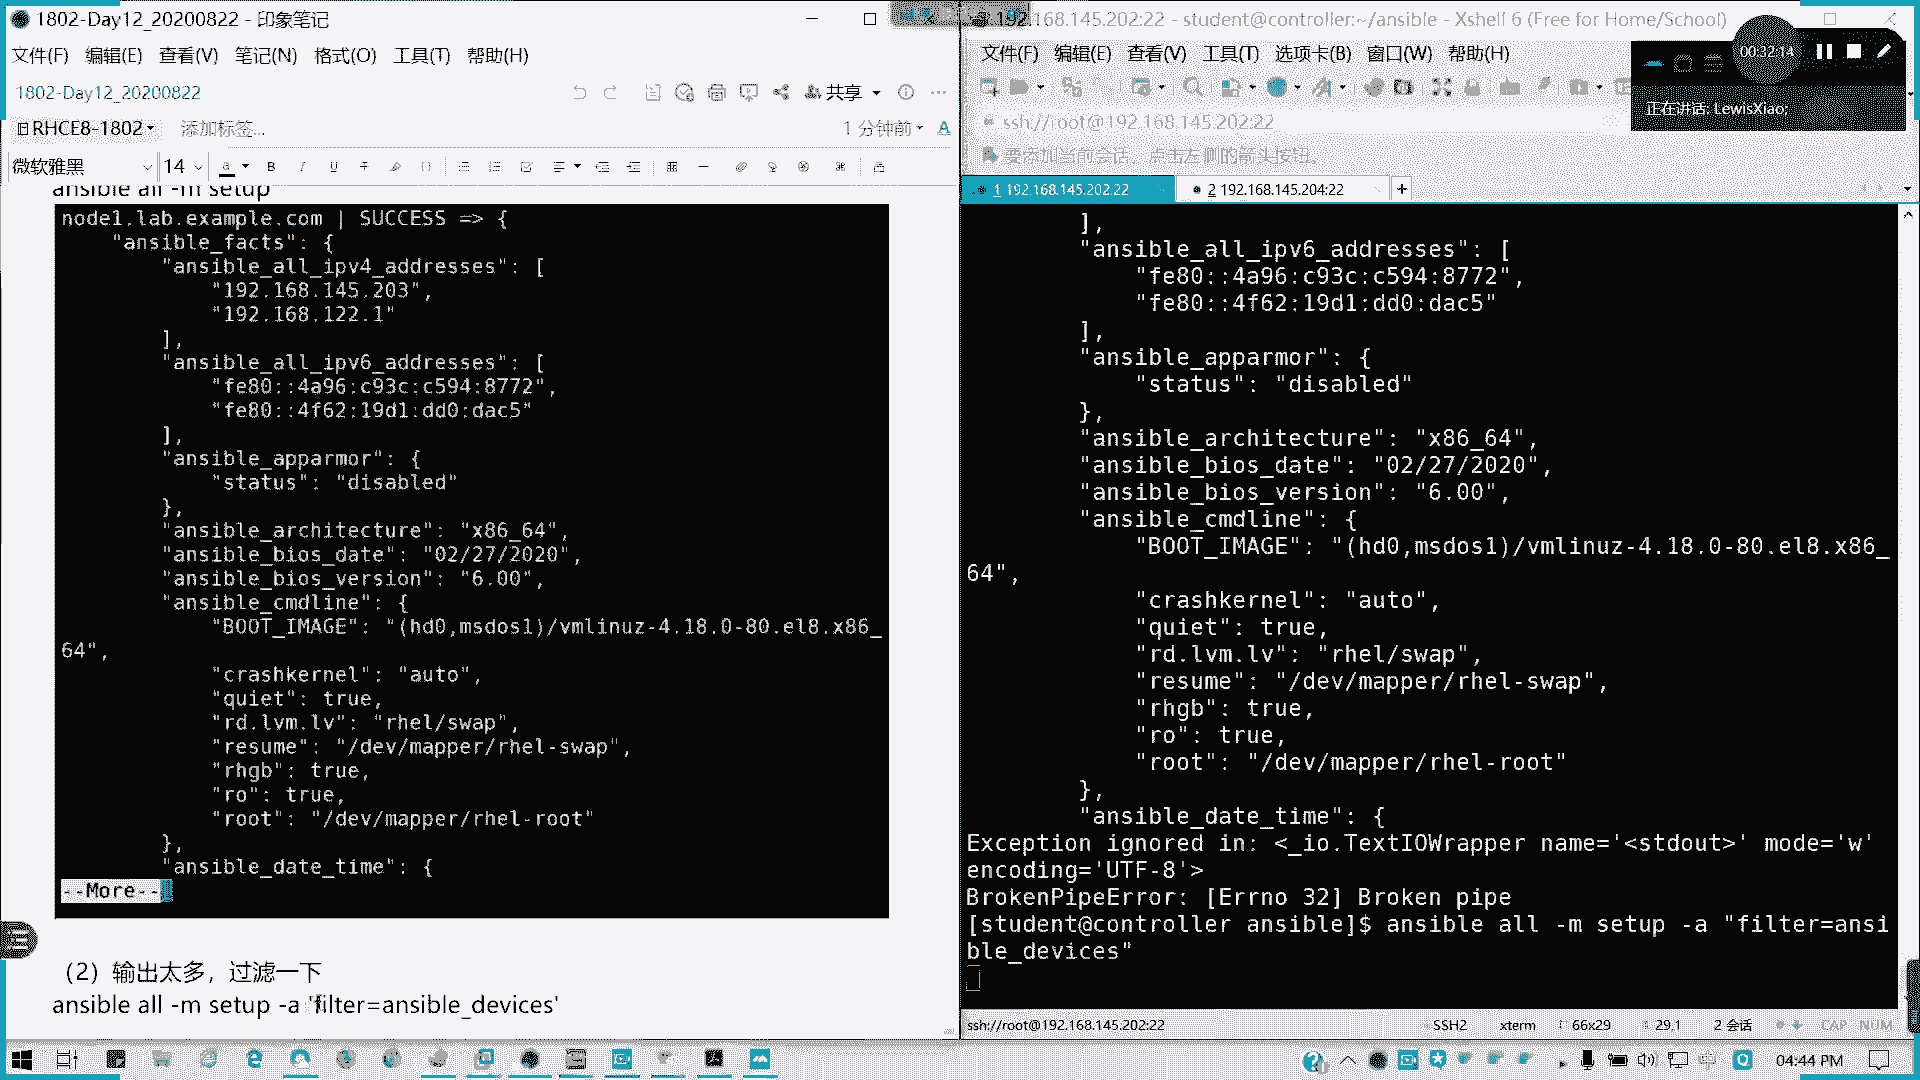 1802-Day12_20200822 - 印象笔记
文件(F) 编辑(E) 查看(V) 笔记(N) 格式(O) 工具(T) 帮助(H)
1802-Day12_20200822
共享
RHCE8-1802
添加标签...
1 分钟前
微软雅黑
14
ansible all -m setup
node1.lab.example.com | SUCCESS => {
    "ansible_facts": {
        "ansible_all_ipv4_addresses": [
            "192.168.145.203",
            "192.168.122.1"
        ],
        "ansible_all_ipv6_addresses": [
            "fe80::4a96:c93c:c594:8772",
            "fe80::4f62:19d1:dd0:dac5"
        ],
        "ansible_apparmor": {
            "status": "disabled"
        },
        "ansible_architecture": "x86_64",
        "ansible_bios_date": "02/27/2020",
        "ansible_bios_version": "6.00",
        "ansible_cmdline": {
            "BOOT_IMAGE": "(hd0,msdos1)/vmlinuz-4.18.0-80.el8.x86_
64",
            "crashkernel": "auto",
            "quiet": true,
            "rd.lvm.lv": "rhel/swap",
            "resume": "/dev/mapper/rhel-swap",
            "rhgb": true,
            "ro": true,
            "root": "/dev/mapper/rhel-root"
        },
        "ansible_date_time": {
--More--
（2）输出太多，过滤一下
ansible all -m setup -a 'filter=ansible_devices'
192.168.145.202:22 - student@controller:~/ansible - Xshell 6 (Free for Home/School)
文件(F) 编辑(E) 查看(V) 工具(T) 选项卡(B) 窗口(W) 帮助(H)
00:32:14
正在讲话: LewisXiao;
ssh://root@192.168.145.202:22
要添加当前会话，点击左侧的箭头按钮。
1 192.168.145.202:22
2 192.168.145.204:22
        ],
        "ansible_all_ipv6_addresses": [
            "fe80::4a96:c93c:c594:8772",
            "fe80::4f62:19d1:dd0:dac5"
        ],
        "ansible_apparmor": {
            "status": "disabled"
        },
        "ansible_architecture": "x86_64",
        "ansible_bios_date": "02/27/2020",
        "ansible_bios_version": "6.00",
        "ansible_cmdline": {
            "BOOT_IMAGE": "(hd0,msdos1)/vmlinuz-4.18.0-80.el8.x86_
64",
            "crashkernel": "auto",
            "quiet": true,
            "rd.lvm.lv": "rhel/swap",
            "resume": "/dev/mapper/rhel-swap",
            "rhgb": true,
            "ro": true,
            "root": "/dev/mapper/rhel-root"
        },
        "ansible_date_time": {
Exception ignored in: <_io.TextIOWrapper name='<stdout>' mode='w'
encoding='UTF-8'>
BrokenPipeError: [Errno 32] Broken pipe
[student@controller ansible]$ ansible all -m setup -a "filter=ansi
ble_devices"
ssh://root@192.168.145.202:22
SSH2
xterm
66x29
29,1
2 会话
CAP NUM
04:44 PM